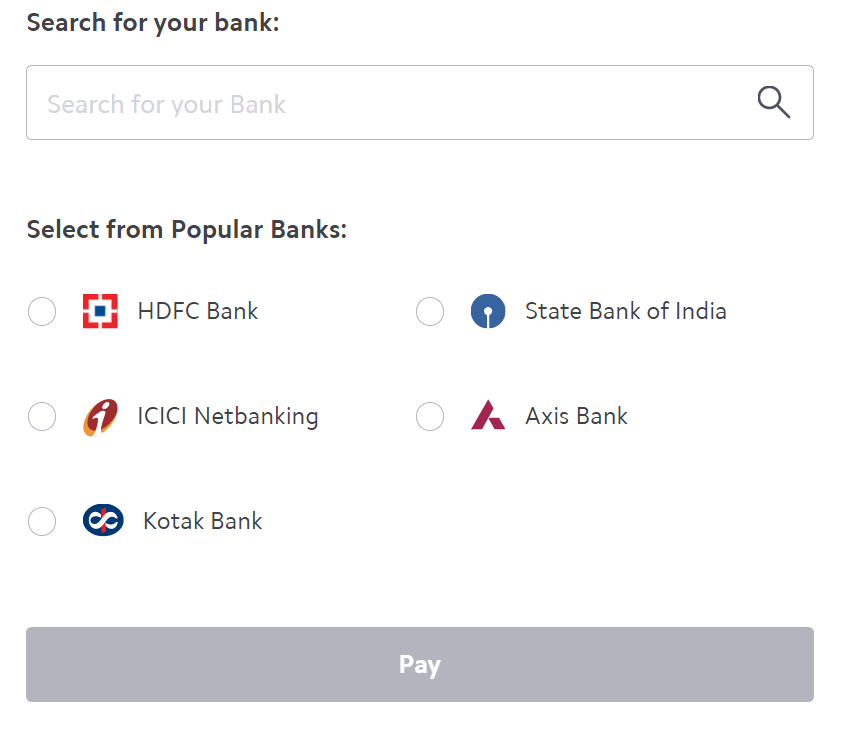 Search for your bank:
Search for your Bank
Select from Popular Banks:
HDFC Bank
State Bank of India
ICICI Netbanking
Axis Bank
Kotak Bank
Pay